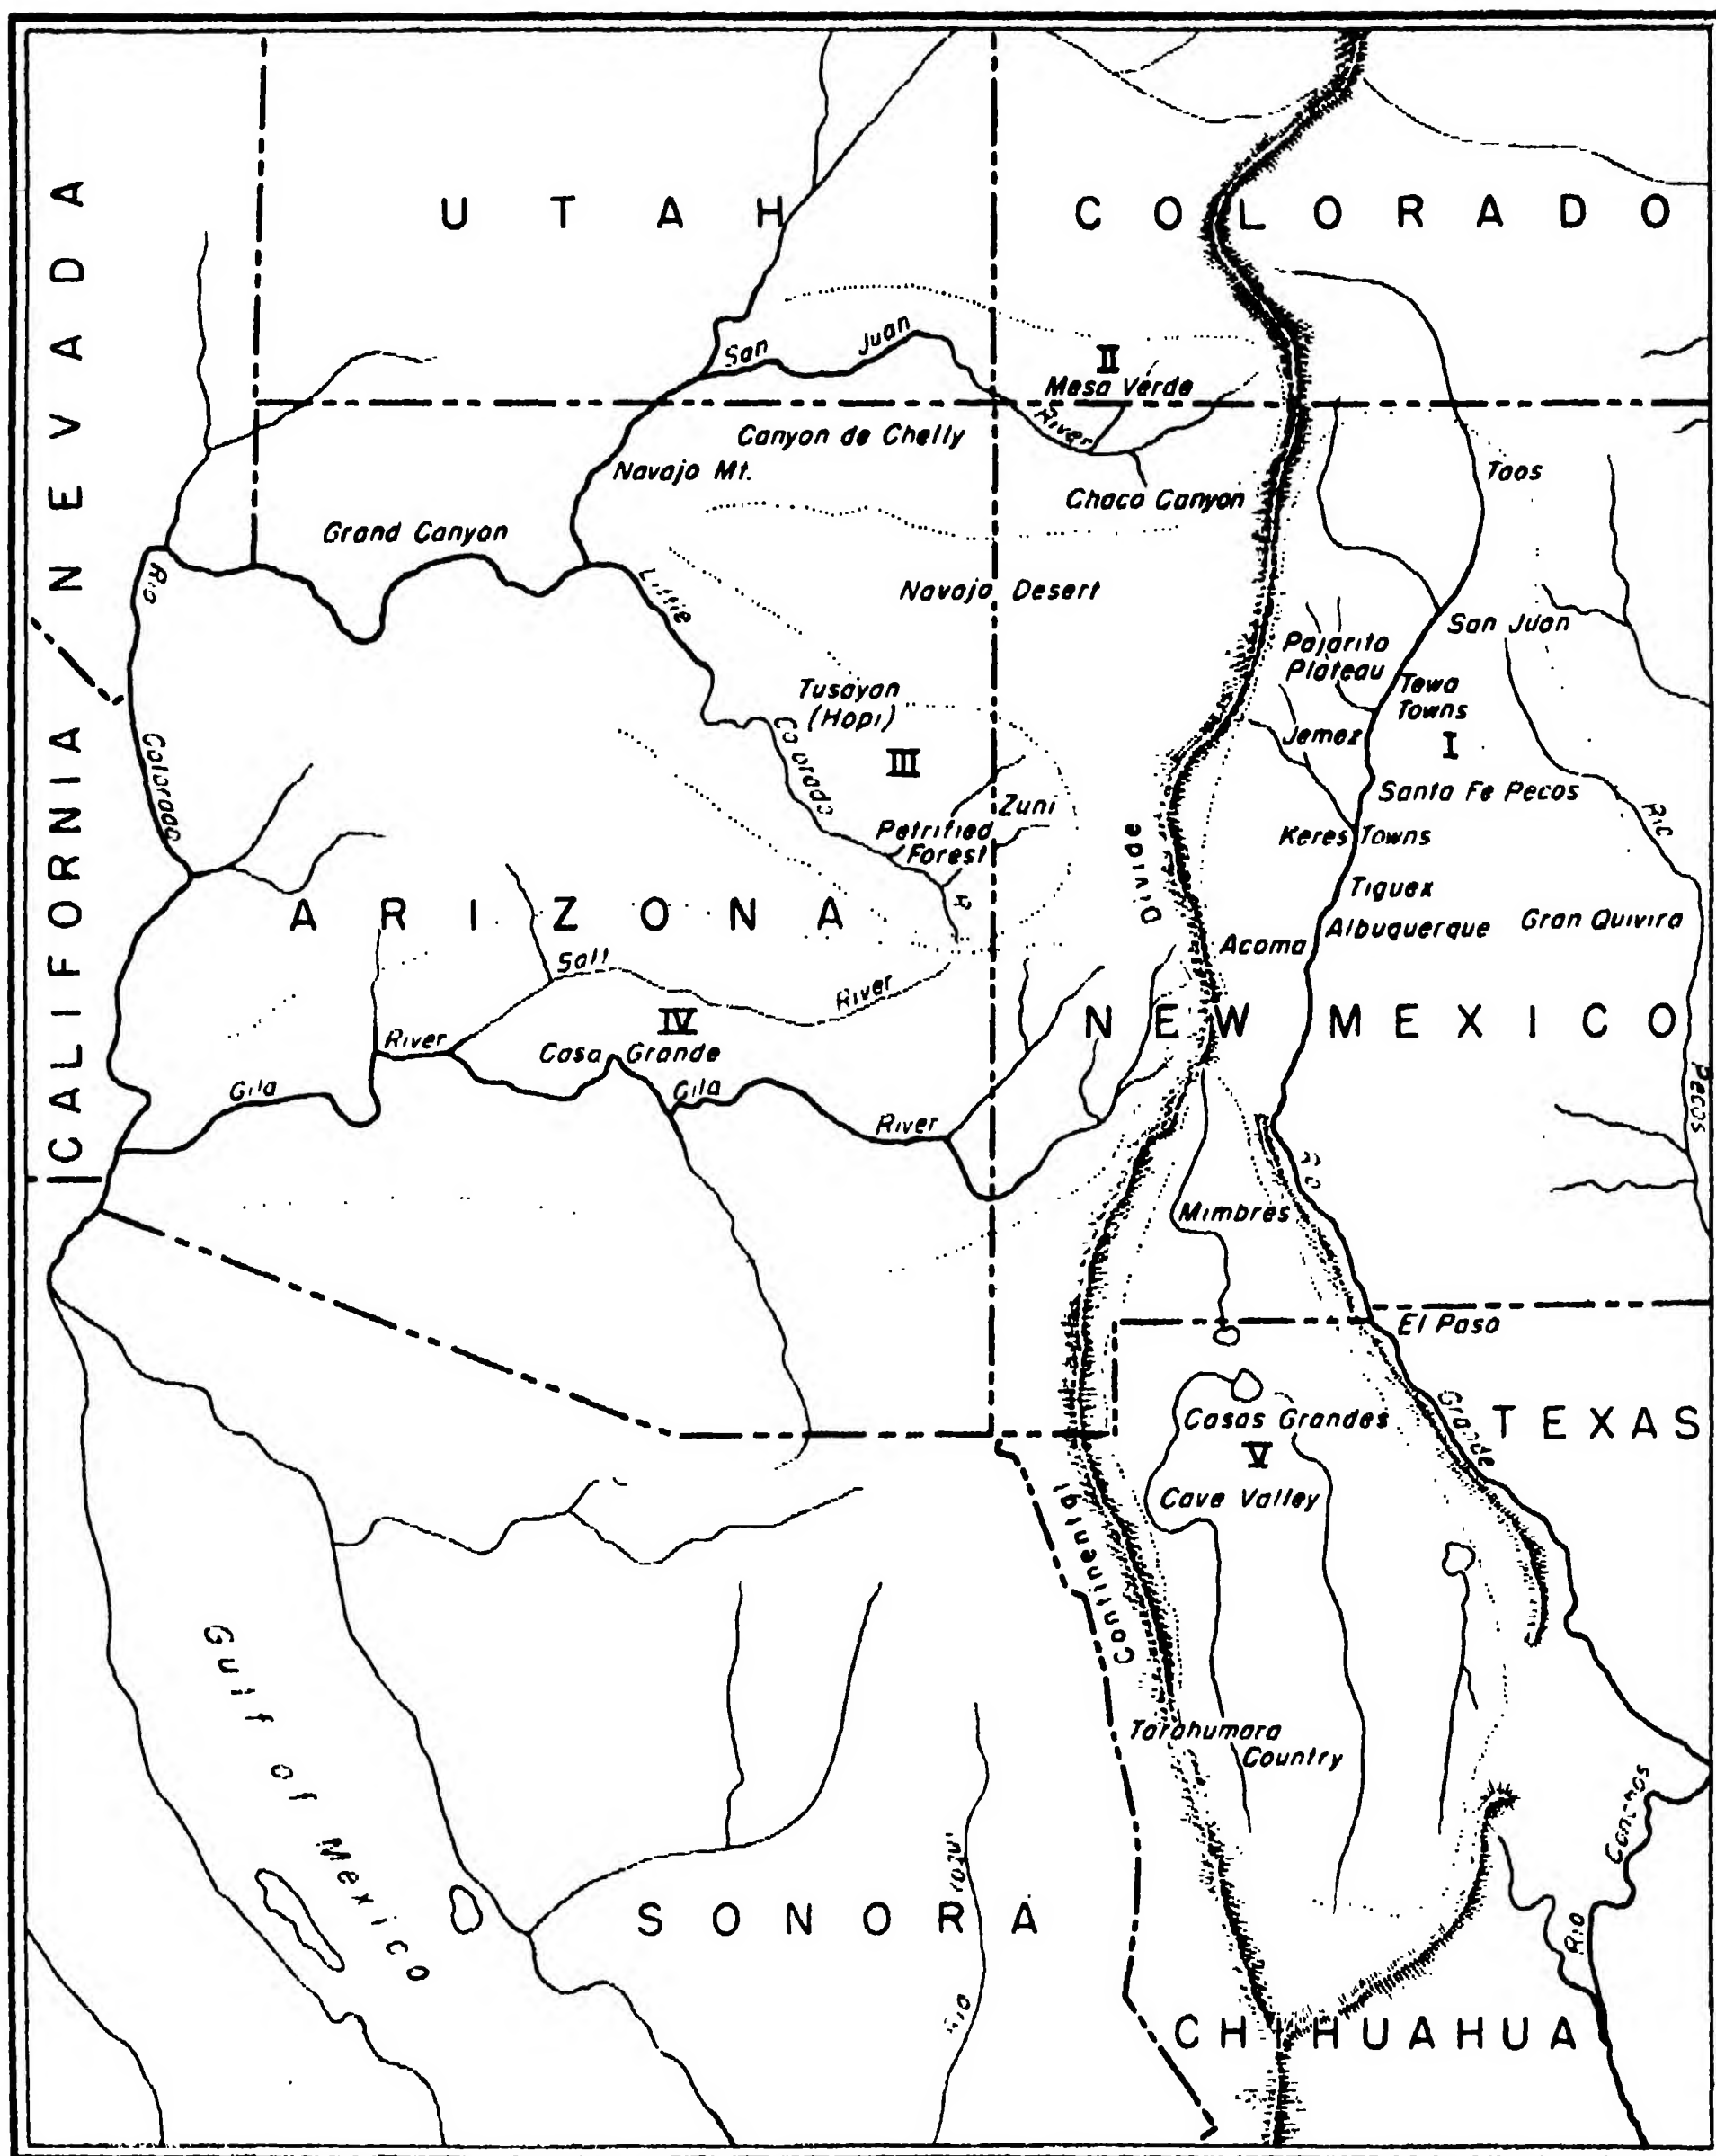 NEVADA
UTAH
COLORADO
San Juan
River
II
Mesa Verde
Canyon de Chelly
Navajo Mt.
Chaco Canyon
Taos
Grand Canyon
Rio
Colorado
Little
Colorado
R
Navajo Desert
San Juan
Pajarito
Plateau
Tewa
Towns
Tusayan
(Hopi)
III
Jemez
I
Zuni
Santa Fe Pecos
Petrified
Forest
Keres Towns
Rio
Pecos
Divide
Tiguex
CALIFORNIA
ARIZONA
Albuquerque
Gran Quivira
Acoma
Salt
River
IV
NEW MEXICO
River
Casa Grande
Gila
Gila
River
Rio
Mimbres
El Paso
Grande
TEXAS
Casas Grandes
V
Cave Valley
Continental
Gulf of Mexico
Tarahumara
Country
Conchos
Rio
Rio
SONORA
CHIHUAHUA